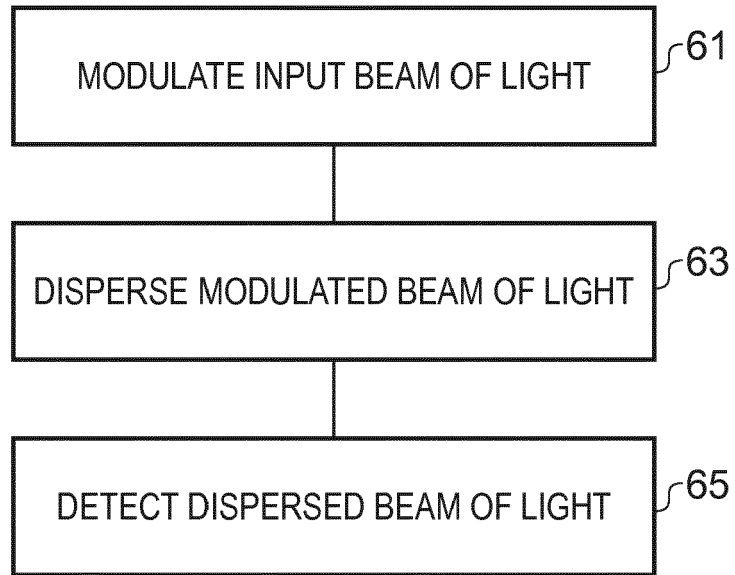 MODULATE INPUT BEAM OF LIGHT
61
DISPERSE MODULATED BEAM OF LIGHT
63
DETECT DISPERSED BEAM OF LIGHT
65